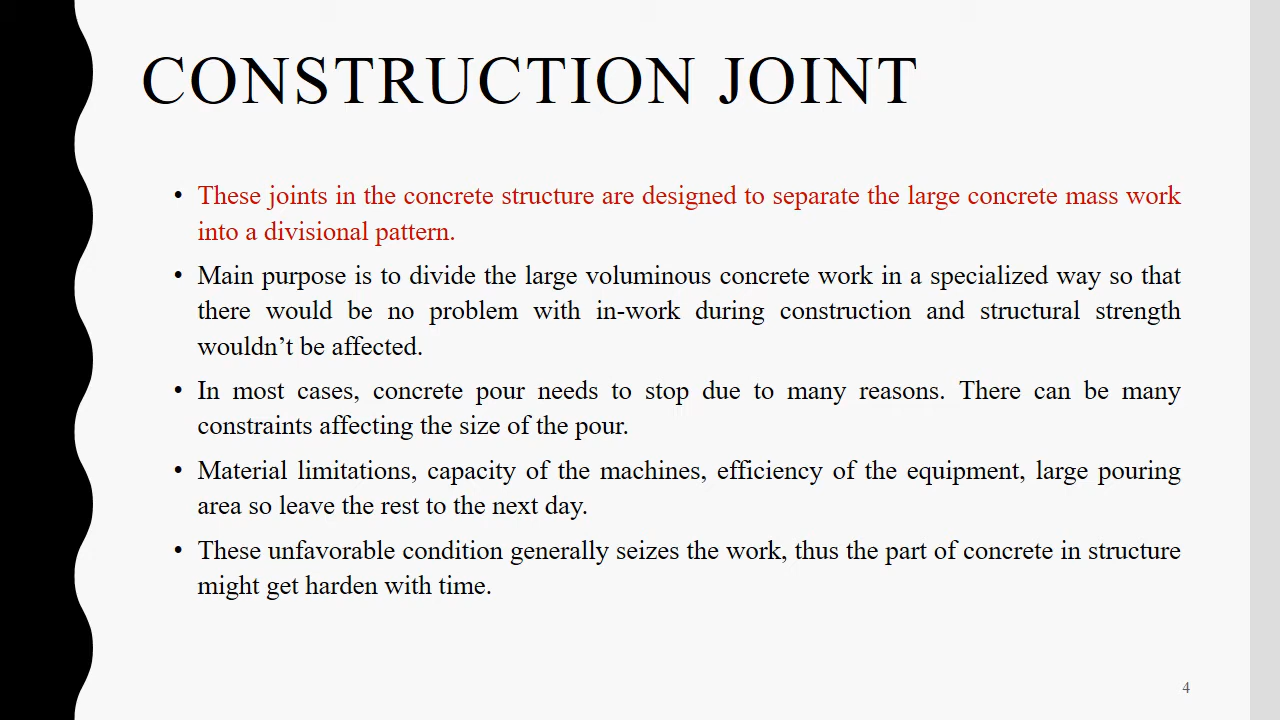 CONSTRUCTION JOINT
• These joints in the concrete structure are designed to separate the large concrete mass work
into a divisional pattern.
• Main purpose is to divide the large voluminous concrete work in a specialized way so that
there would be no problem with in-work during construction and structural strength
wouldn’t be affected.
• In most cases, concrete pour needs to stop due to many reasons. There can be many
constraints affecting the size of the pour.
• Material limitations, capacity of the machines, efficiency of the equipment, large pouring
area so leave the rest to the next day.
• These unfavorable condition generally seizes the work, thus the part of concrete in structure
might get harden with time.
4